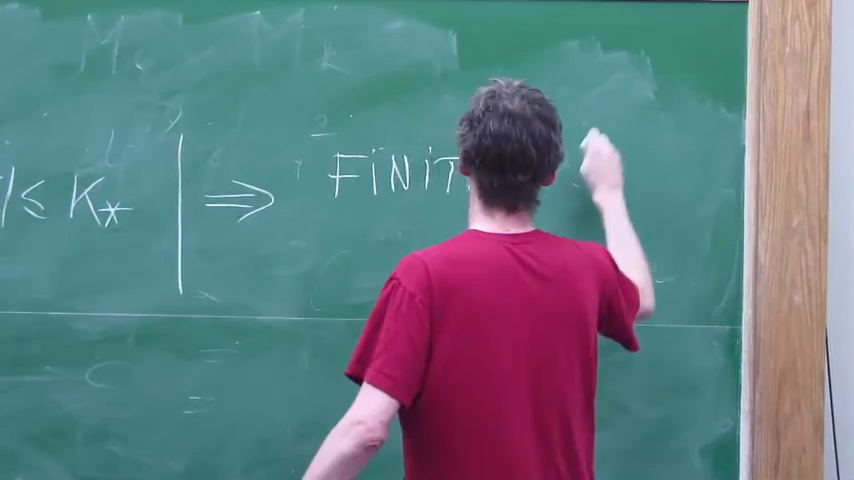 < K* | ⇒ FINIT